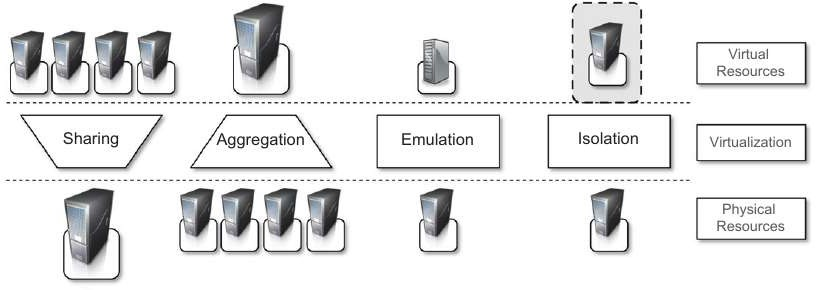 Virtual
Resources
Sharing
Aggregation
Emulation
Isolation
Virtualization
Physical
Resources